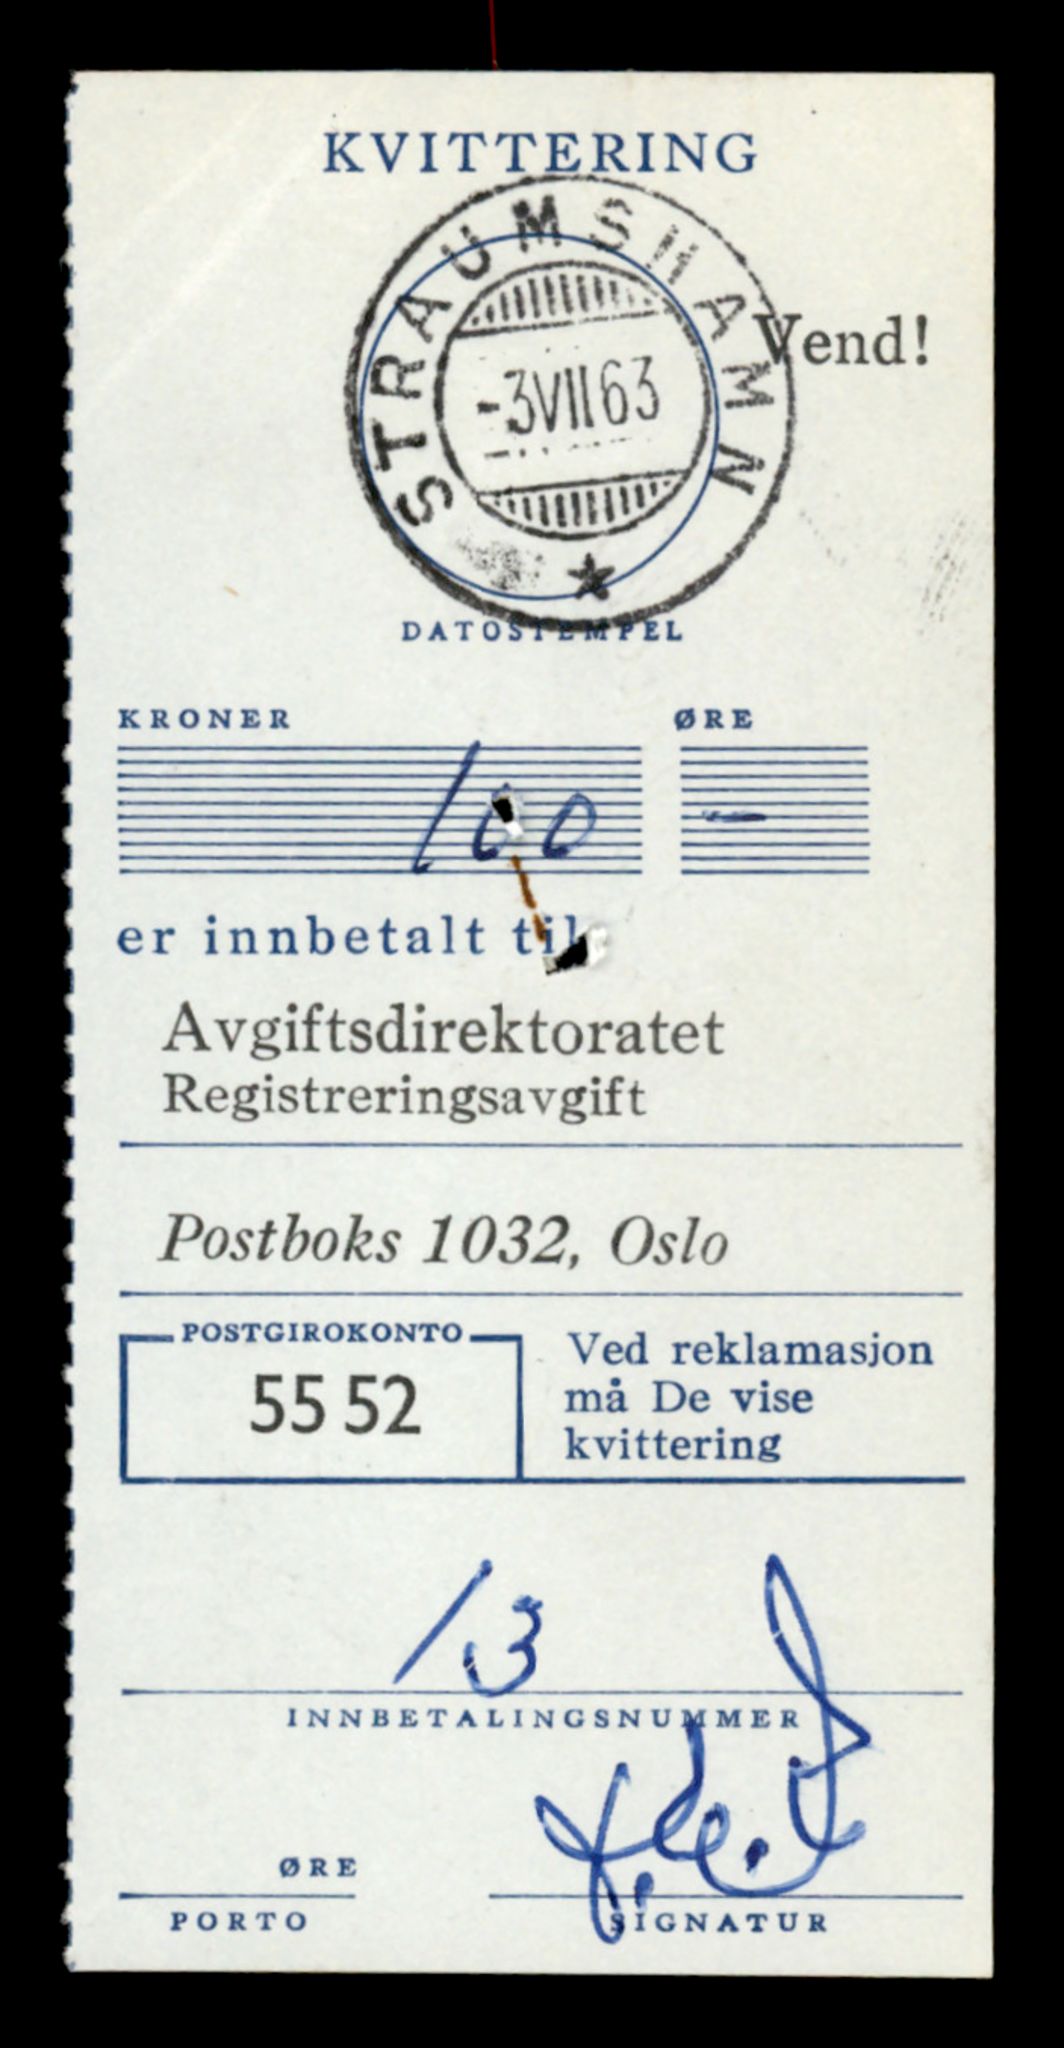 KVITTERING
STRAUMSHAMN
Vend!
-3VII63
DATOSTEMPEL
KRONER ØRE
100 -
er innbetalt til
Avgiftsdirektoratet
Registreringsavgift
Postboks 1032, Oslo
POSTGIROKONTO
55 52
Ved reklamasjon
må De vise
kvittering
13
INNBETALINGSNUMMER
ØRE
PORTO
SIGNATUR